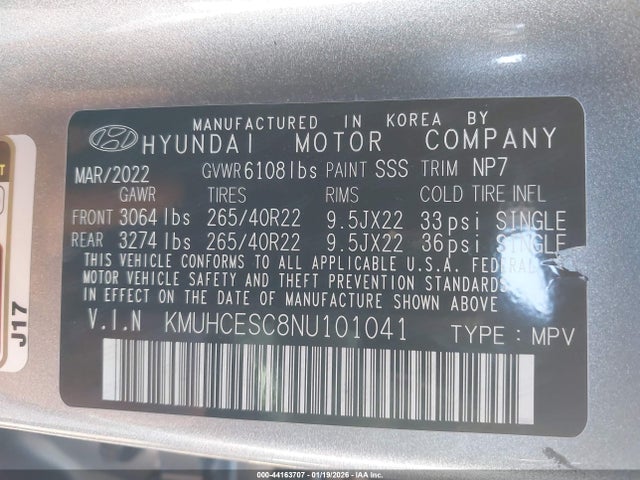 MANUFACTURED IN KOREA BY
HYUNDAI MOTOR COMPANY
MAR/2022 GVWR 6108 lbs PAINT SSS TRIM NP7
GAWR TIRES RIMS COLD TIRE INFL
FRONT 3064 lbs 265/40R22 9.5JX22 33 psi SINGLE
REAR 3274 lbs 265/40R22 9.5JX22 36 psi SINGLE
THIS VEHICLE CONFORMS TO ALL APPLICABLE U.S.A. FEDERAL
MOTOR VEHICLE SAFETY AND THEFT PREVENTION STANDARDS
IN EFFECT ON THE DATE OF MANUFACTURE SHOWN ABOVE
V.I.N KMUHCESC8NU101041 TYPE: MPV
J17
000-44163707 - 01/19/2026 - IAA Inc.